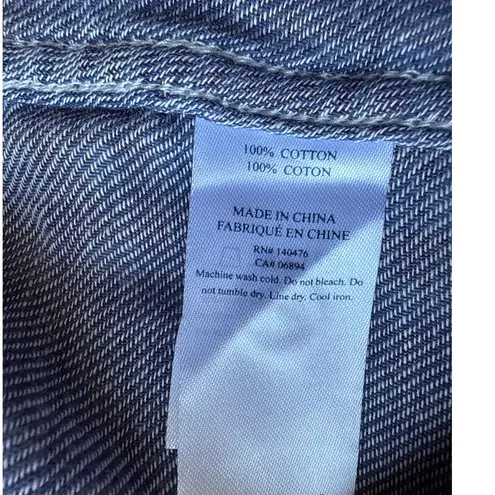 100% COTTON
100% COTON
MADE IN CHINA
FABRIQUÉ EN CHINE
RN# 140476
CA# 06894
Machine wash cold. Do not bleach. Do
not tumble dry. Line dry. Cool iron.